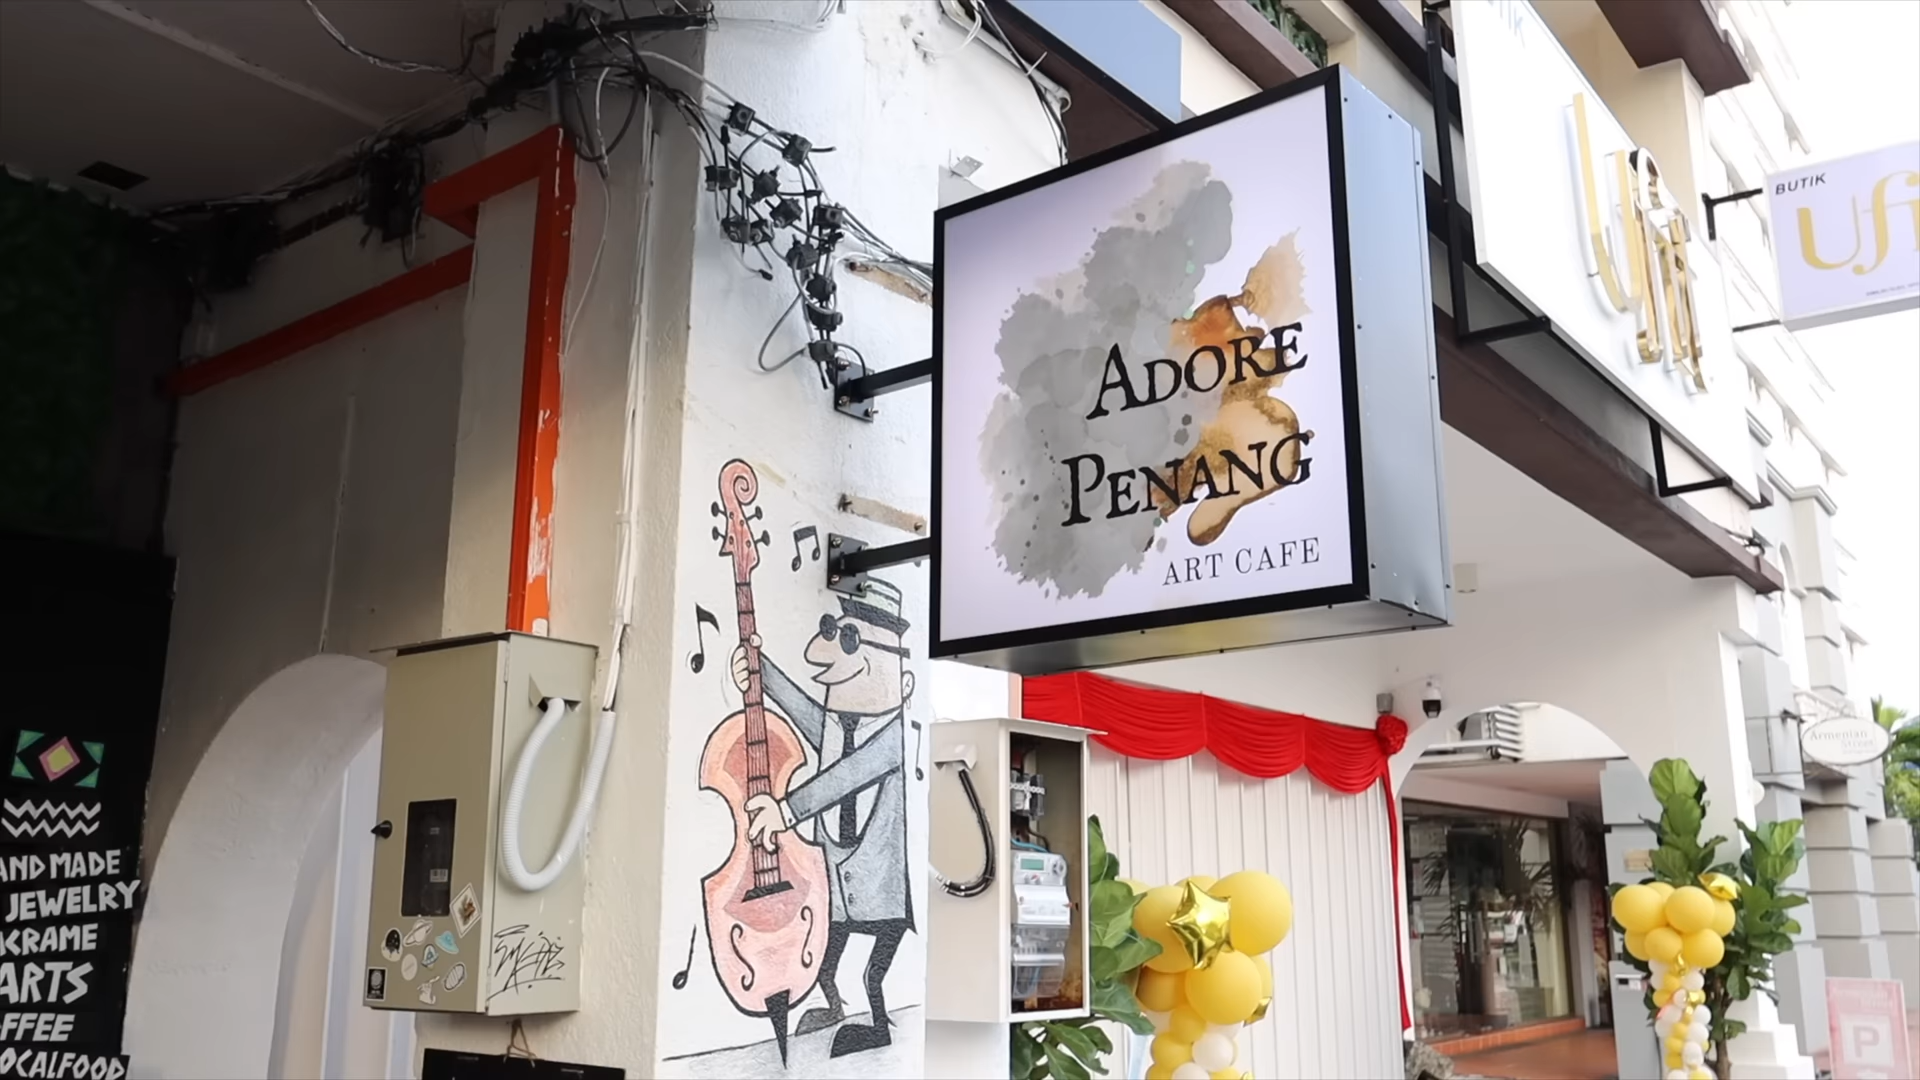 ADORE
PENANG
ART CAFE
BUTIK
Ufi
Armenian
Street
AND MADE
JEWELRY
KRAME
ARTS
FFEE
OCALFOOD
P